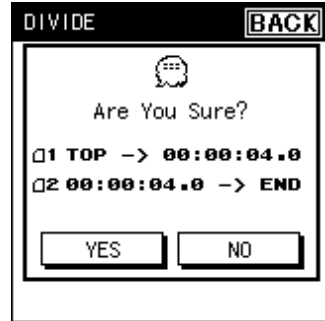 DIVIDE BACK
Are You Sure?
1 TOP -> 00:00:04.0
2 00:00:04.0 -> END
YES NO